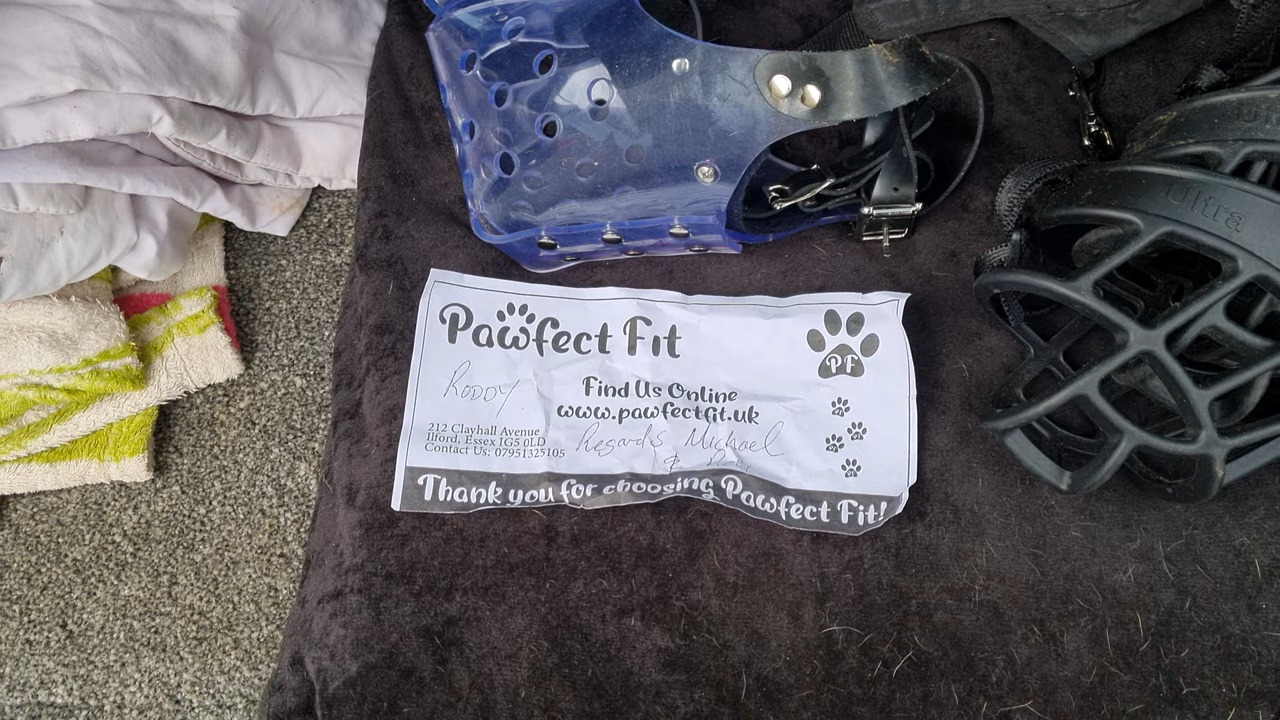 Ultra
Pawfect Fit
PF
RODDY
Find Us Online
www.pawfectfit.uk
212 Clayhall Avenue
Ilford, Essex IG5 0LD
Contact Us: 07951325105
Regards Michael
&
Thank you for choosing Pawfect Fit!